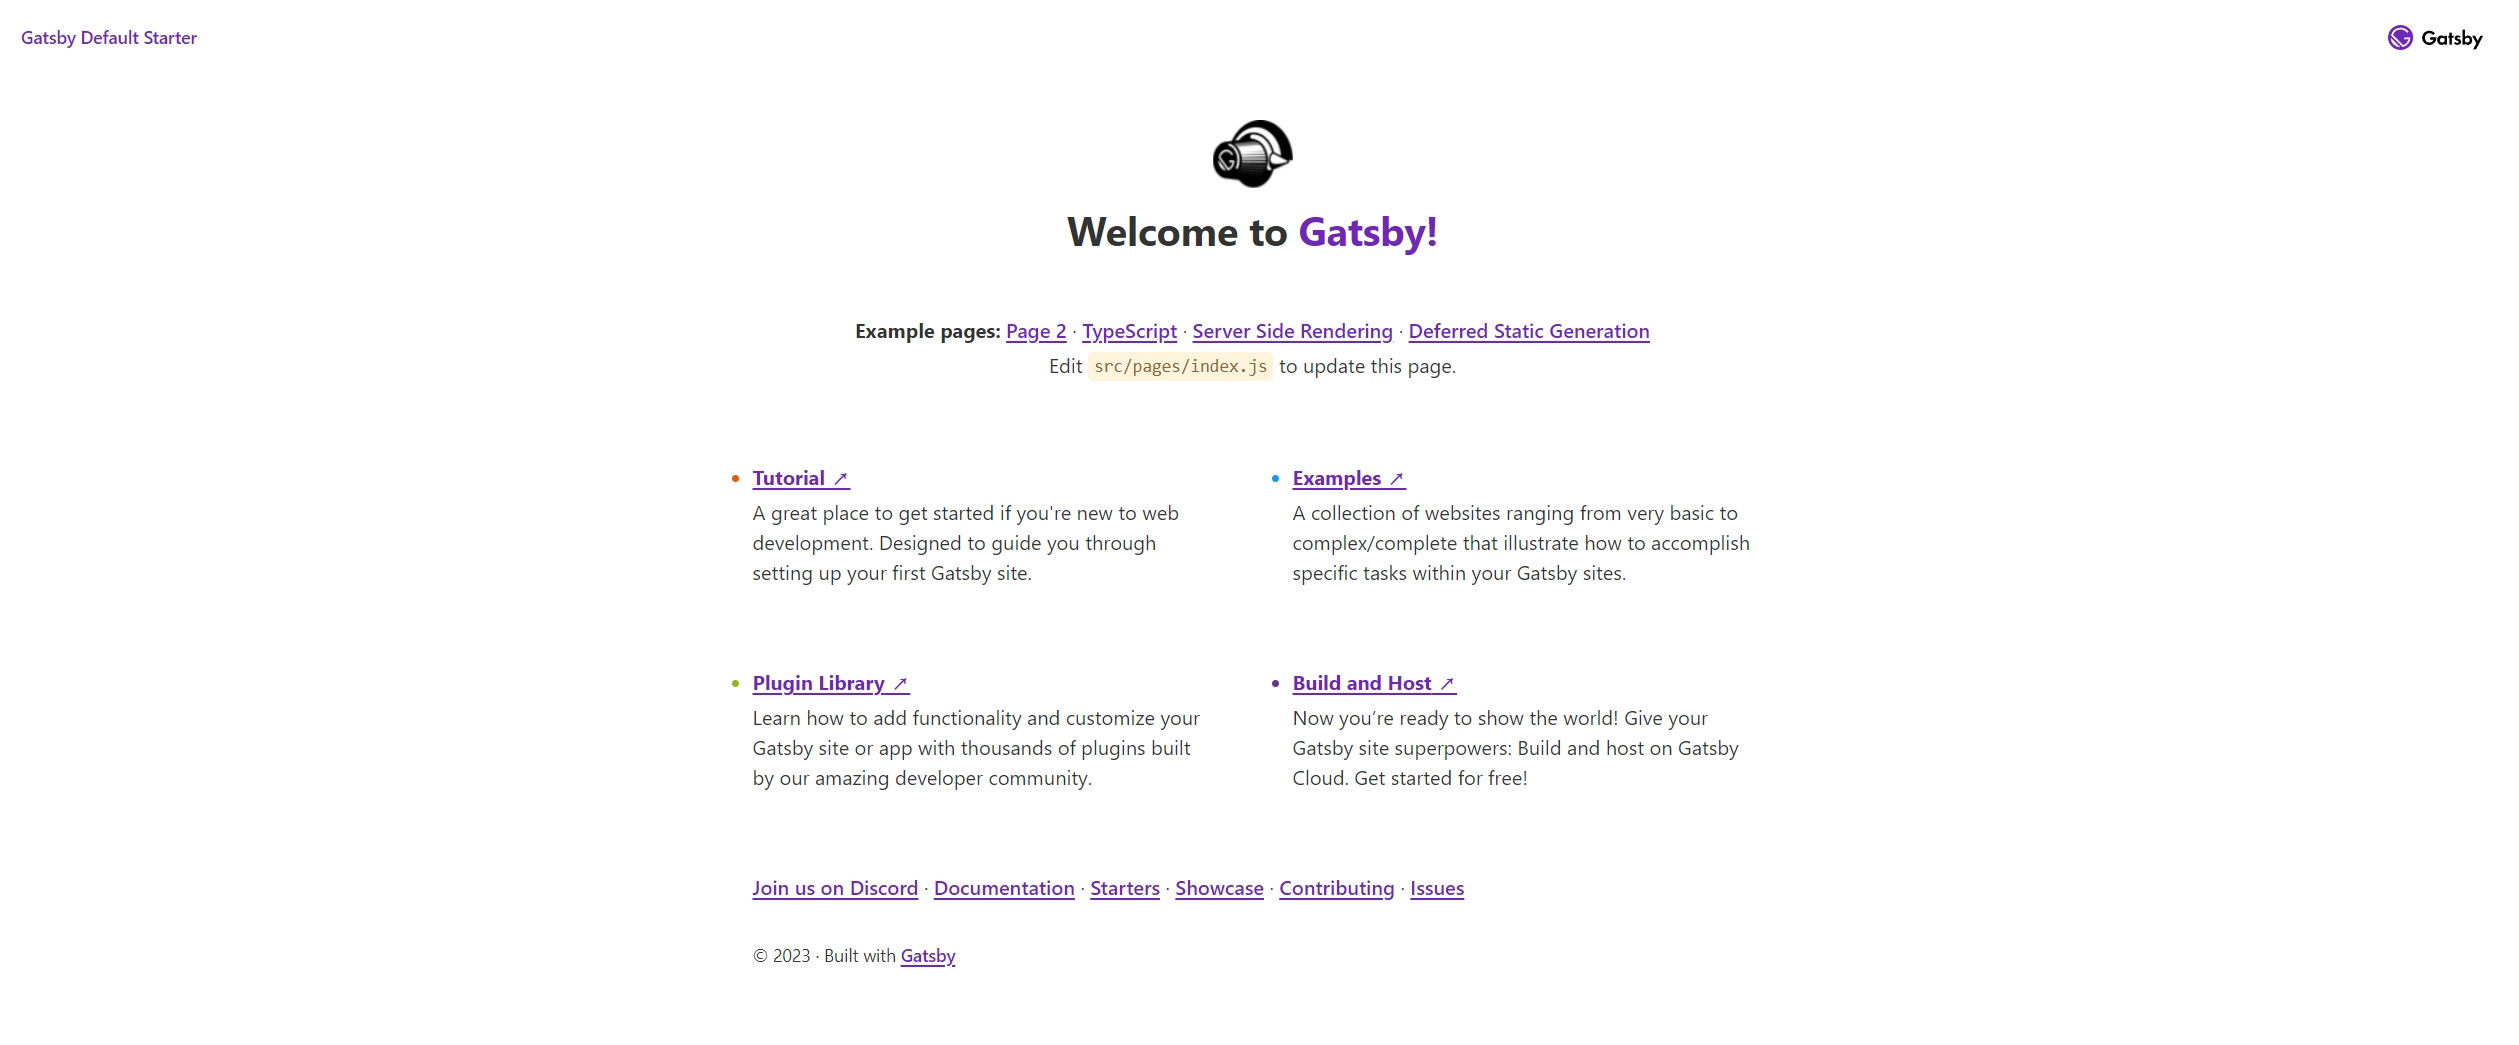 Gatsby Default Starter
Gatsby
Welcome to Gatsby!
Example pages: Page 2 · TypeScript · Server Side Rendering · Deferred Static Generation
Edit src/pages/index.js to update this page.
Tutorial ➚
A great place to get started if you're new to web
development. Designed to guide you through
setting up your first Gatsby site.
Examples ➚
A collection of websites ranging from very basic to
complex/complete that illustrate how to accomplish
specific tasks within your Gatsby sites.
Plugin Library ➚
Learn how to add functionality and customize your
Gatsby site or app with thousands of plugins built
by our amazing developer community.
Build and Host ➚
Now you’re ready to show the world! Give your
Gatsby site superpowers: Build and host on Gatsby
Cloud. Get started for free!
Join us on Discord · Documentation · Starters · Showcase · Contributing · Issues
© 2023 · Built with Gatsby